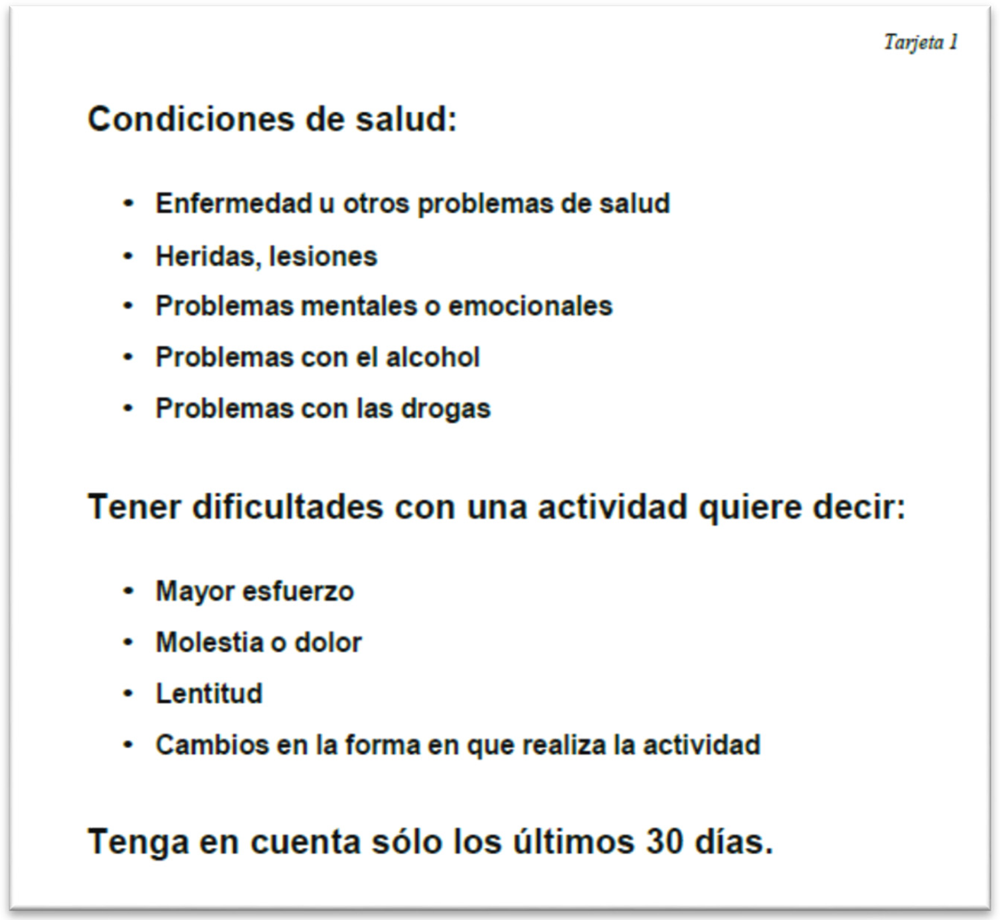 Tarjeta 1
Condiciones de salud:
• Enfermedad u otros problemas de salud
• Heridas, lesiones
• Problemas mentales o emocionales
• Problemas con el alcohol
• Problemas con las drogas
Tener dificultades con una actividad quiere decir:
• Mayor esfuerzo
• Molestia o dolor
• Lentitud
• Cambios en la forma en que realiza la actividad
Tenga en cuenta sólo los últimos 30 días.